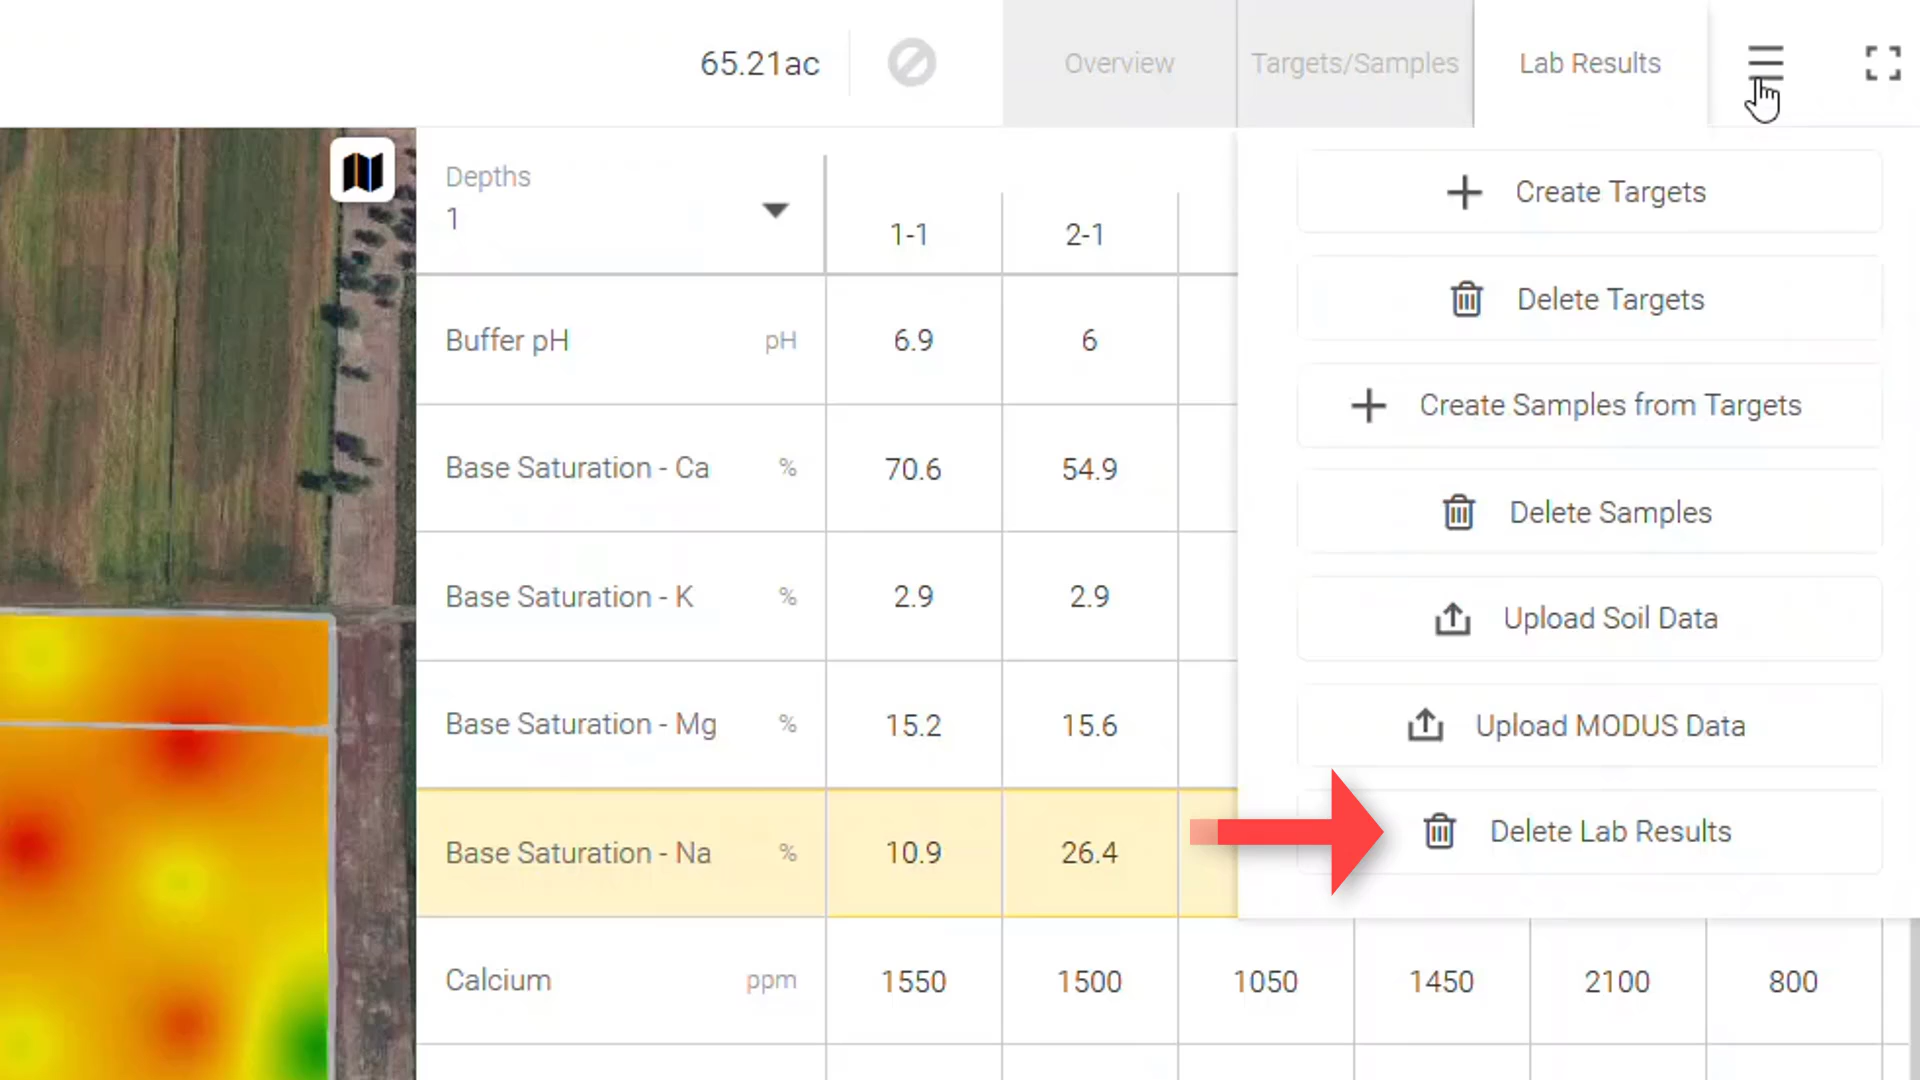 65.21ac
Overview
Targets/Samples
Lab Results
Depths
1
1-1
2-1
Buffer pH pH 6.9 6
Base Saturation - Ca % 70.6 54.9
Base Saturation - K % 2.9 2.9
Base Saturation - Mg % 15.2 15.6
Base Saturation - Na % 10.9 26.4
Calcium ppm 1550 1500 1050 1450 2100 800
Create Targets
Delete Targets
Create Samples from Targets
Delete Samples
Upload Soil Data
Upload MODUS Data
Delete Lab Results